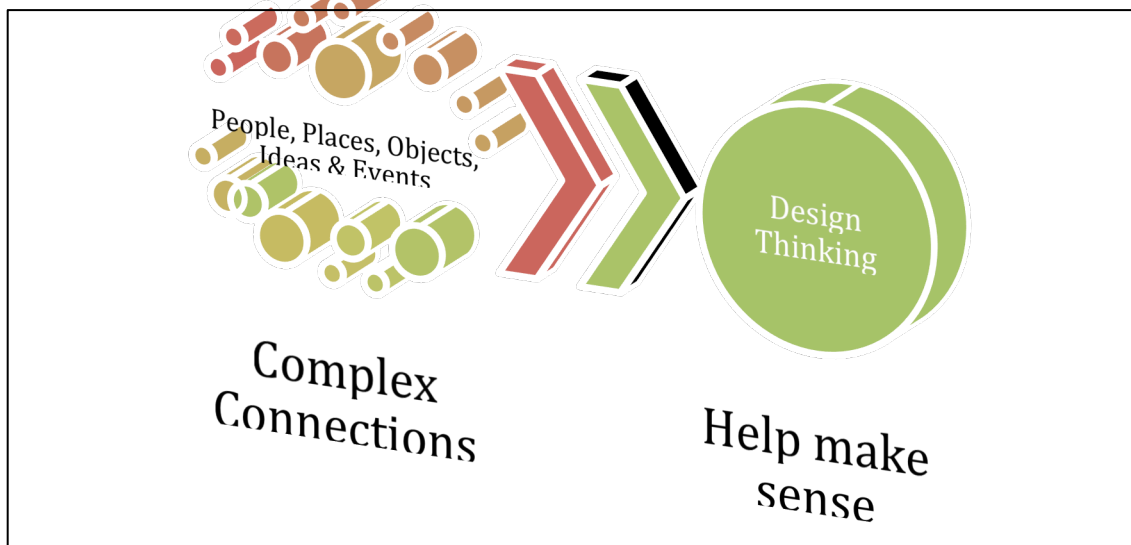 People, Places, Objects,
Ideas & Events
Complex
Connections
Design
Thinking
Help make
sense